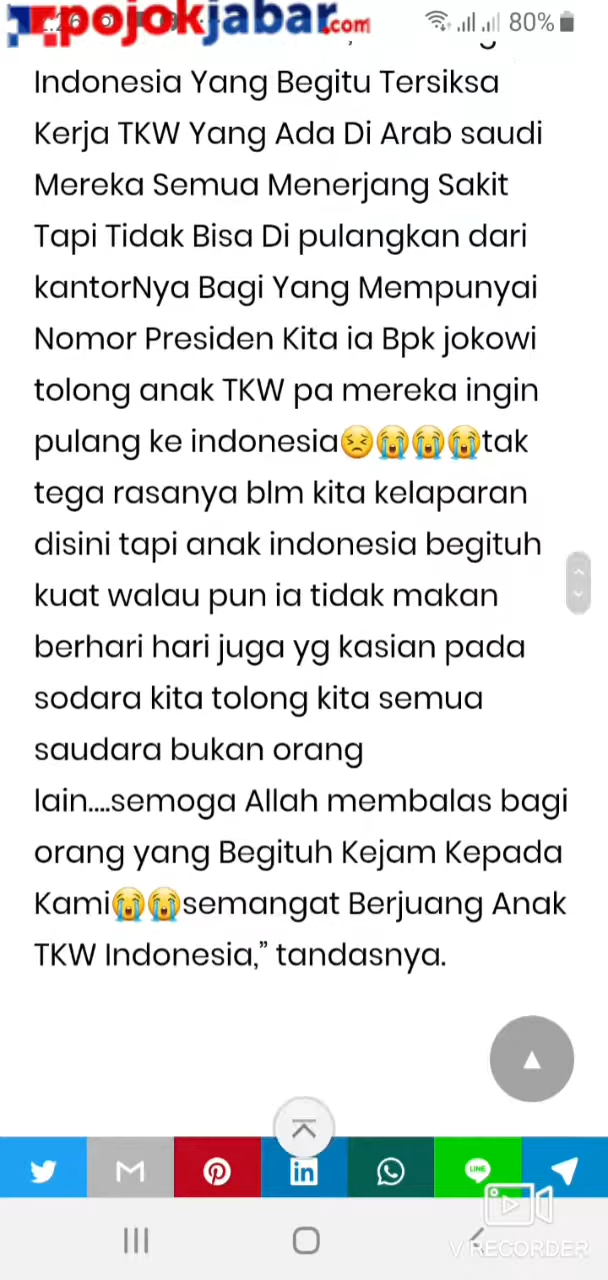 pojokjabar.com
80%
Indonesia Yang Begitu Tersiksa
Kerja TKW Yang Ada Di Arab saudi
Mereka Semua Menerjang Sakit
Tapi Tidak Bisa Di pulangkan dari
kantorNya Bagi Yang Mempunyai
Nomor Presiden Kita ia Bpk jokowi
tolong anak TKW pa mereka ingin
pulang ke indonesia😣😭😭😭tak
tega rasanya blm kita kelaparan
disini tapi anak indonesia begituh
kuat walau pun ia tidak makan
berhari hari juga yg kasian pada
sodara kita tolong kita semua
saudara bukan orang
lain....semoga Allah membalas bagi
orang yang Begituh Kejam Kepada
Kami😭😭semangat Berjuang Anak
TKW Indonesia,” tandasnya.
in
LINE
V RECORDER